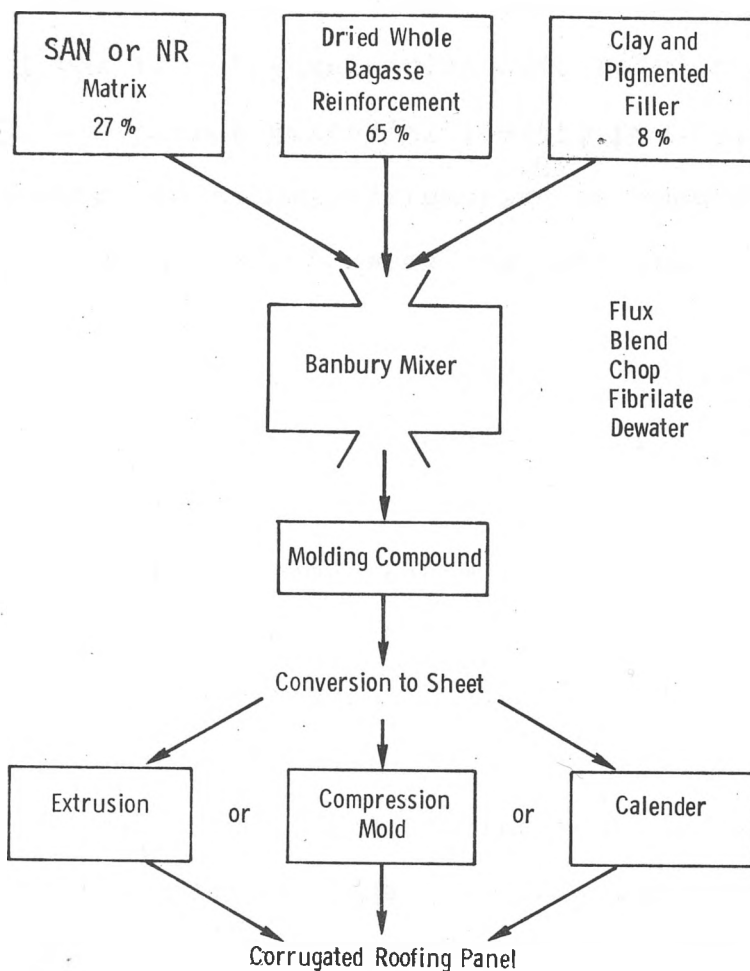 SAN or NR
Matrix
27 %
Dried Whole
Bagasse
Reinforcement
65 %
Clay and
Pigmented
Filler
8 %
Banbury Mixer
Flux
Blend
Chop
Fibrilate
Dewater
Molding Compound
Conversion to Sheet
Extrusion
or
Compression
Mold
or
Calender
Corrugated Roofing Panel